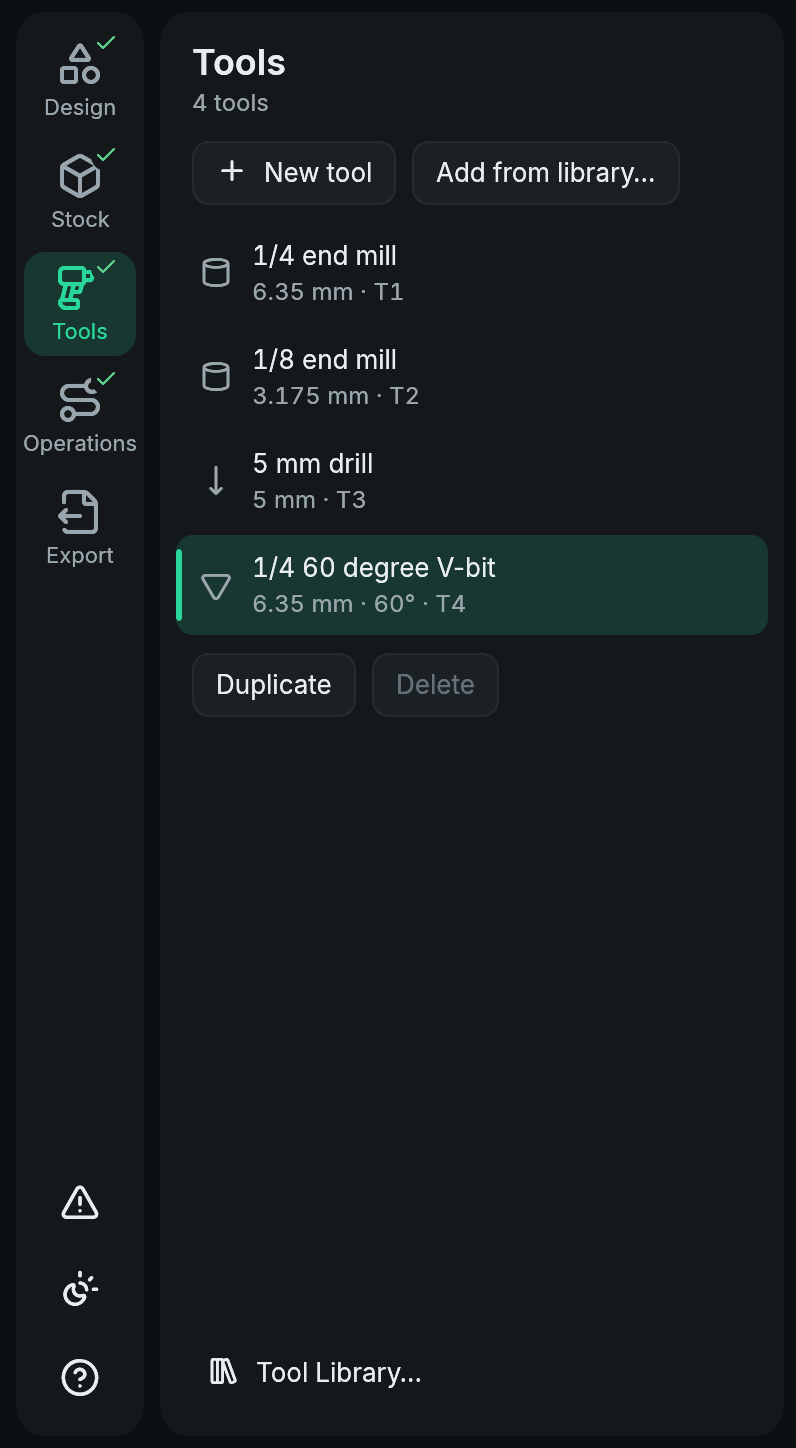 Design
Stock
Tools
Operations
Export
Tools
4 tools
New tool
Add from library...
1/4 end mill
6.35 mm · T1
1/8 end mill
3.175 mm · T2
5 mm drill
5 mm · T3
1/4 60 degree V-bit
6.35 mm · 60° · T4
Duplicate
Delete
Tool Library...